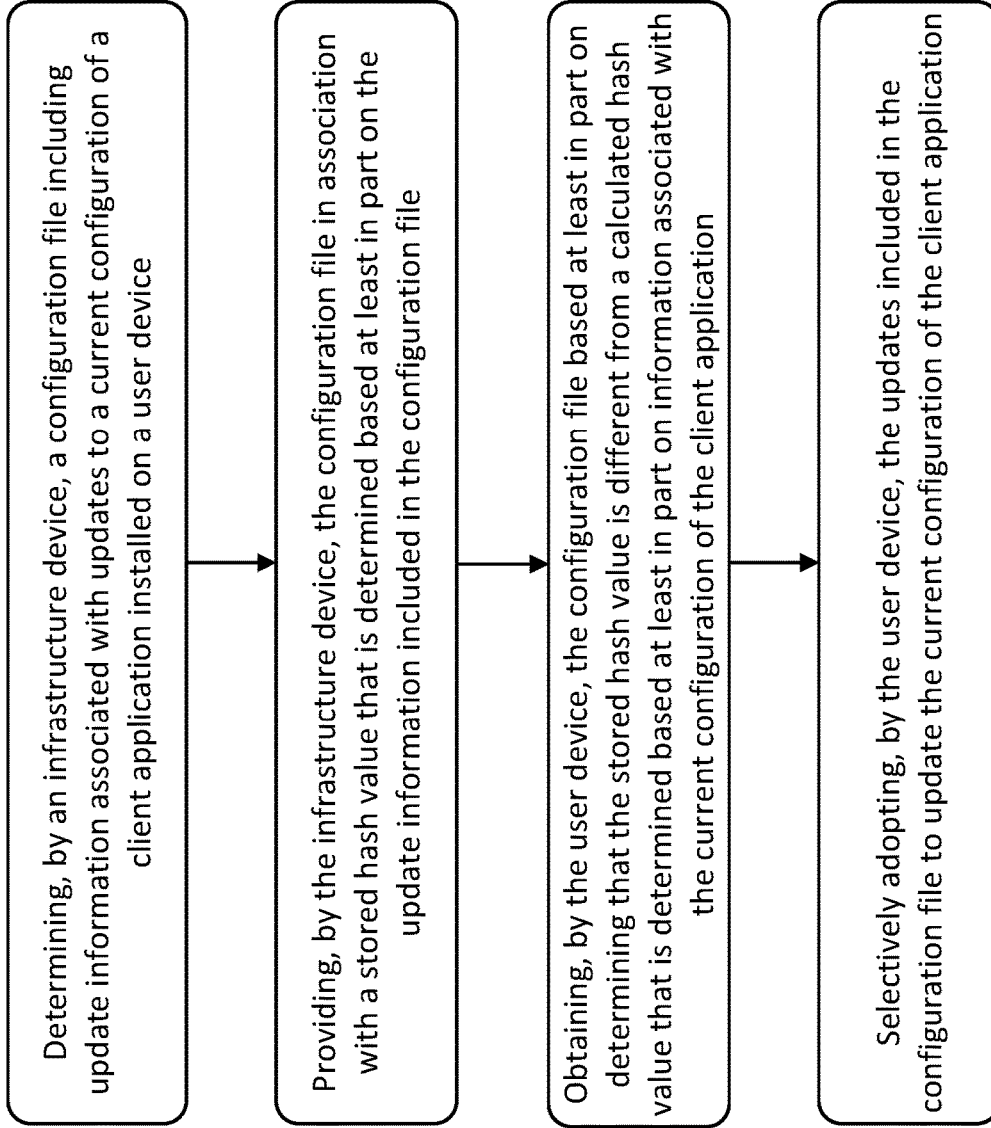 Determining, by an infrastructure device, a configuration file including
update information associated with updates to a current configuration of a
client application installed on a user device
Providing, by the infrastructure device, the configuration file in association
with a stored hash value that is determined based at least in part on the
update information included in the configuration file
Obtaining, by the user device, the configuration file based at least in part on
determining that the stored hash value is different from a calculated hash
value that is determined based at least in part on information associated with
the current configuration of the client application
Selectively adopting, by the user device, the updates included in the
configuration file to update the current configuration of the client application